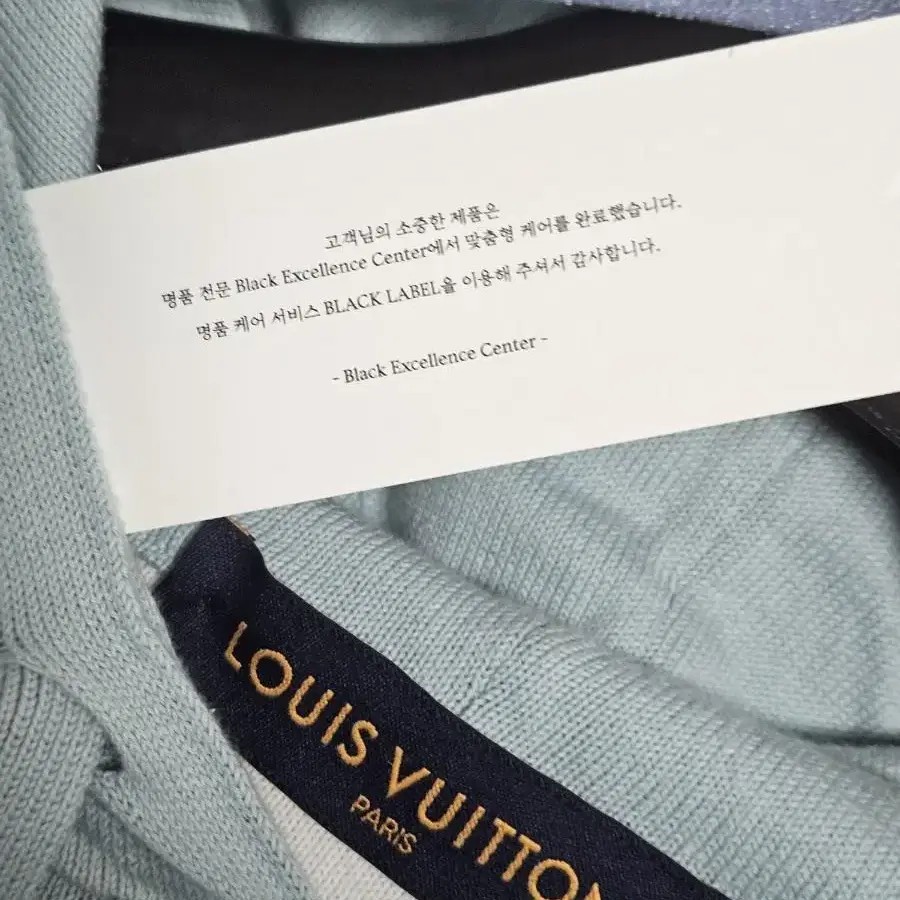 고객님의 소중한 제품은
명품 전문 Black Excellence Center에서 맞춤형 케어를 완료했습니다.
명품 케어 서비스 BLACK LABEL을 이용해 주셔서 감사합니다.
- Black Excellence Center -
LOUIS VUITTON
PARIS